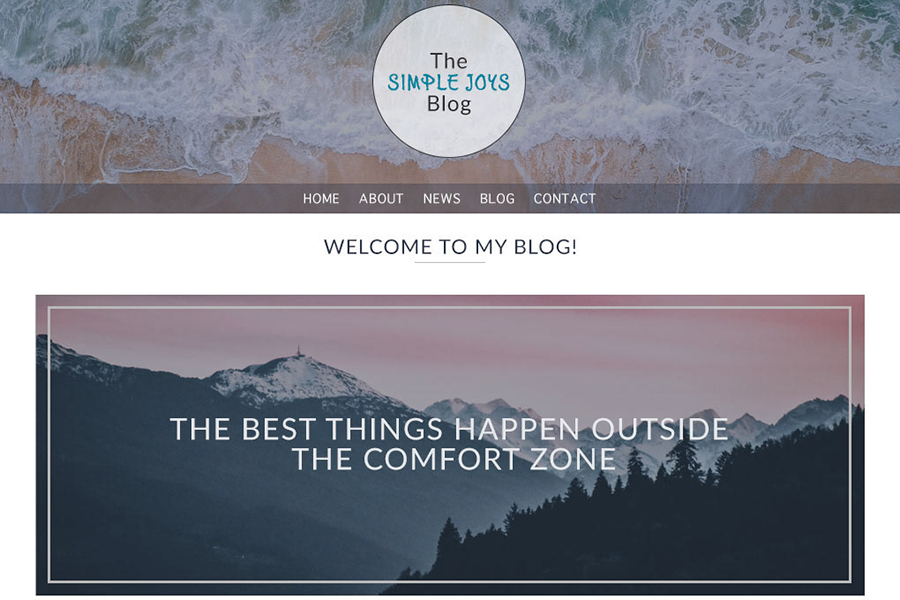 The
SIMPLE JOYS
Blog
HOME ABOUT NEWS BLOG CONTACT
WELCOME TO MY BLOG!
THE BEST THINGS HAPPEN OUTSIDE
THE COMFORT ZONE